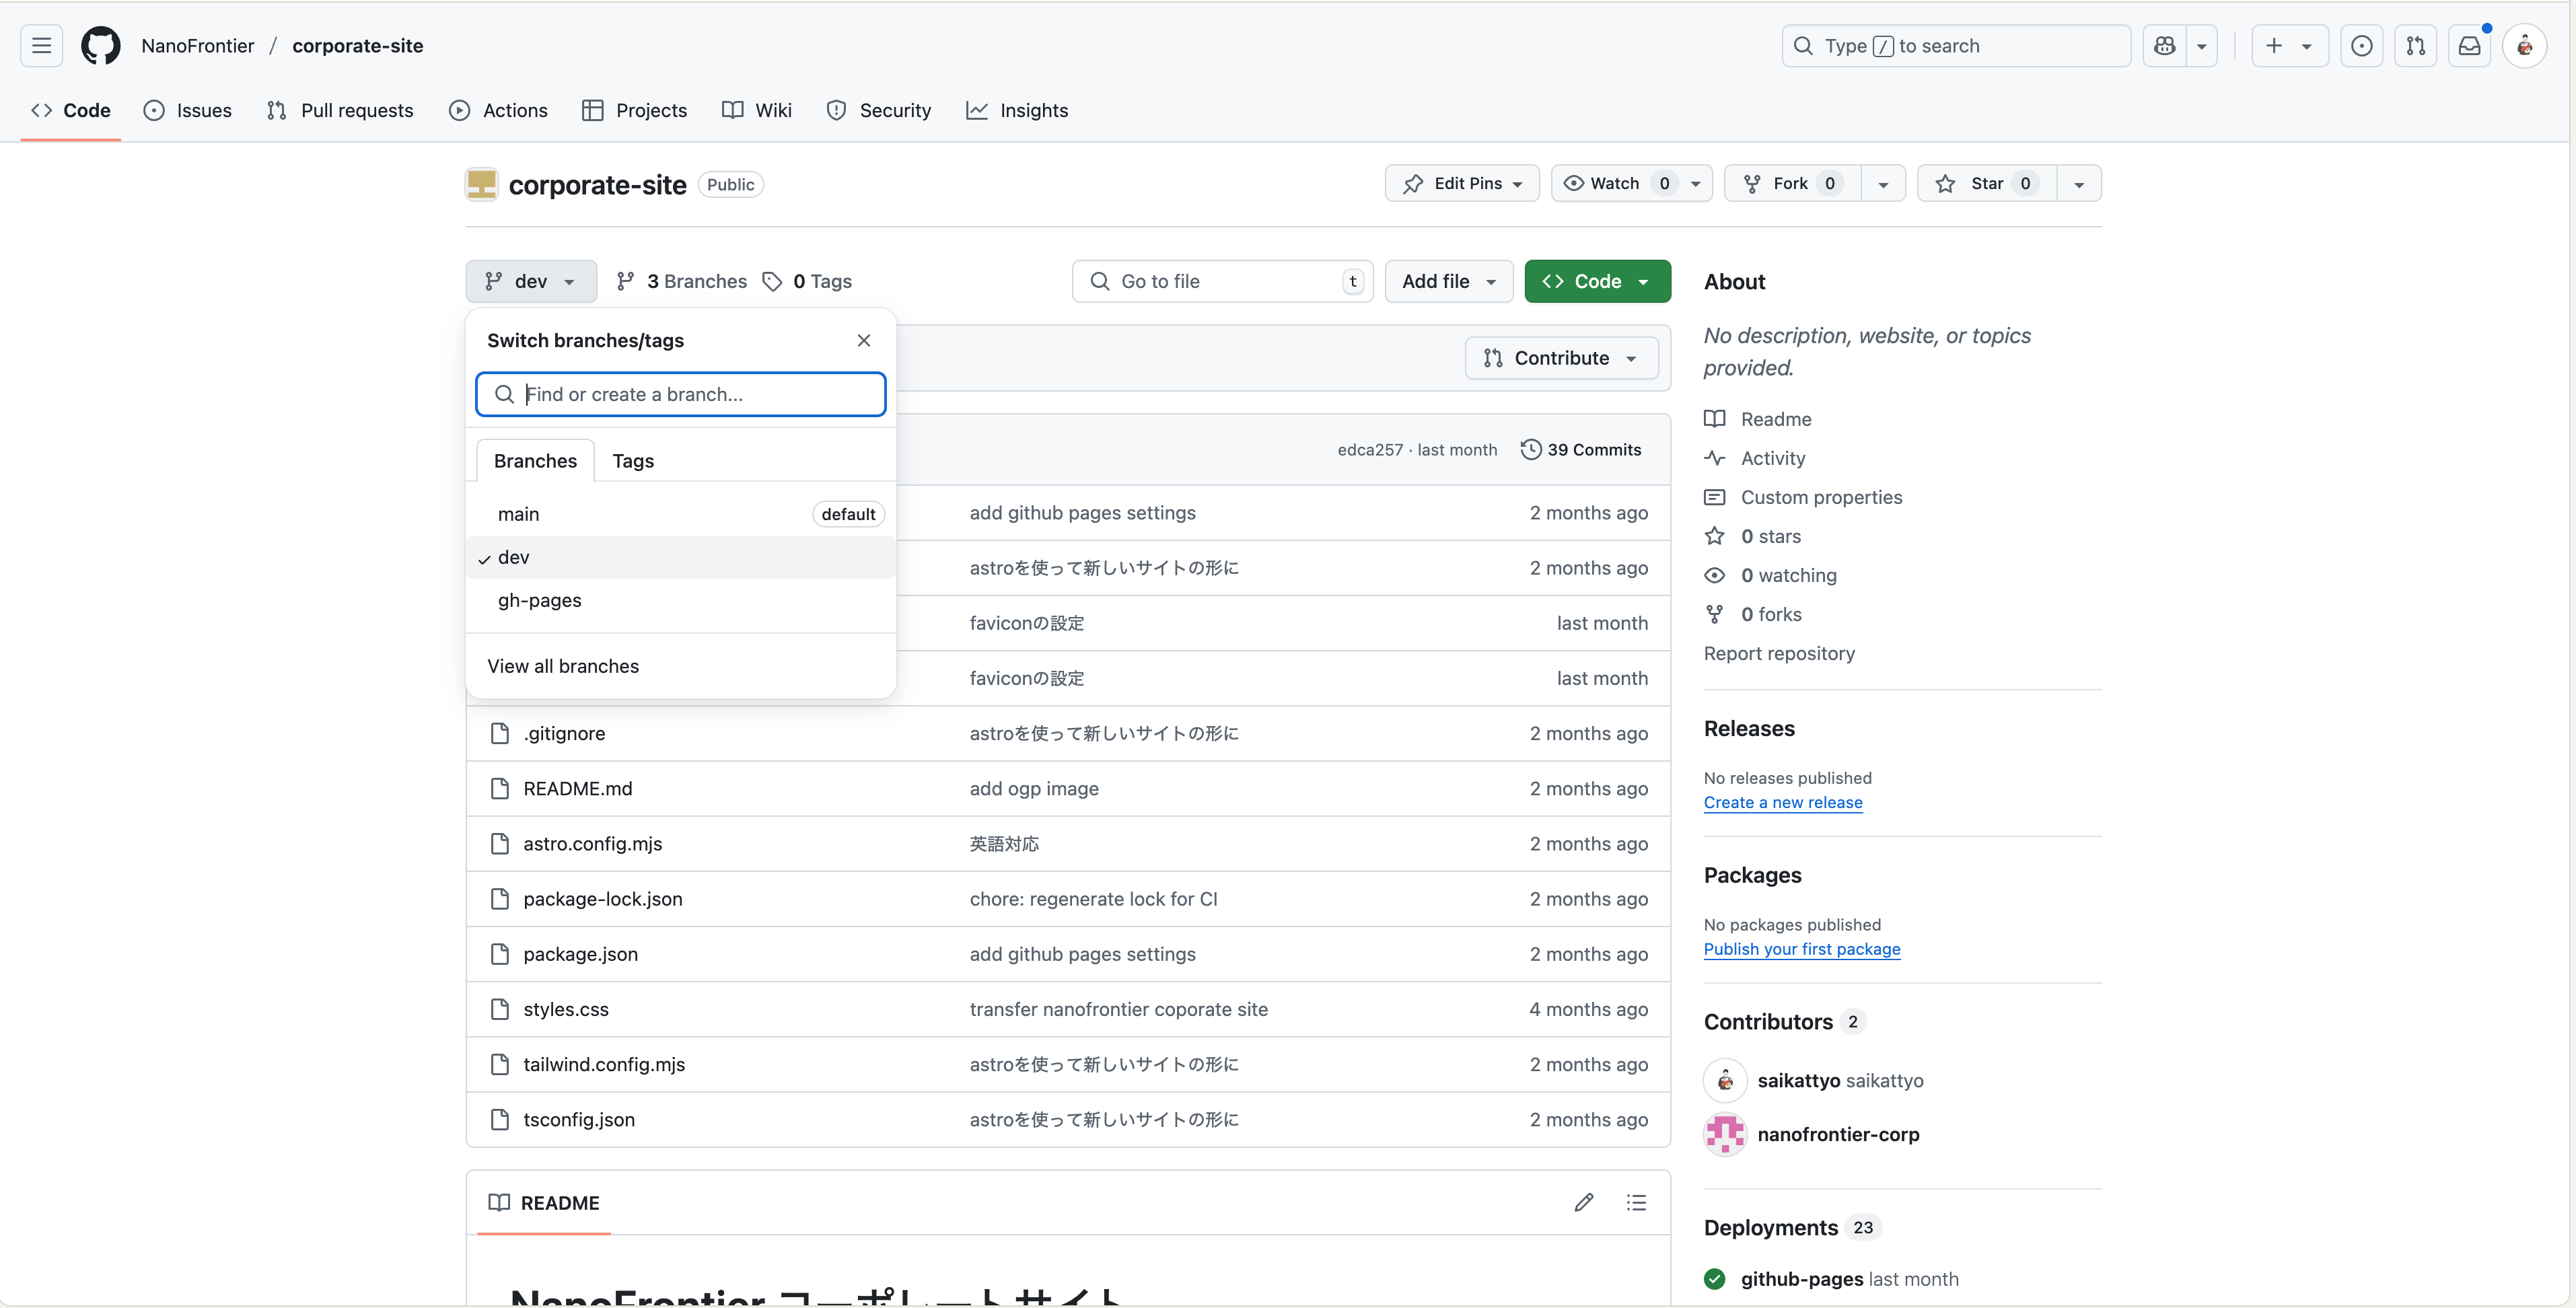 NanoFrontier / corporate-site
Type / to search
Code
Issues
Pull requests
Actions
Projects
Wiki
Security
Insights
corporate-site Public
Edit Pins
Watch 0
Fork 0
Star 0
dev
3 Branches
0 Tags
Go to file t
Add file
Code
Switch branches/tags
Find or create a branch...
Branches
Tags
main default
dev
gh-pages
View all branches
Contribute
edca257 · last month
39 Commits
add github pages settings 2 months ago
astroを使って新しいサイトの形に 2 months ago
faviconの設定 last month
faviconの設定 last month
.gitignore astroを使って新しいサイトの形に 2 months ago
README.md add ogp image 2 months ago
astro.config.mjs 英語対応 2 months ago
package-lock.json chore: regenerate lock for CI 2 months ago
package.json add github pages settings 2 months ago
styles.css transfer nanofrontier coporate site 4 months ago
tailwind.config.mjs astroを使って新しいサイトの形に 2 months ago
tsconfig.json astroを使って新しいサイトの形に 2 months ago
README
NanoFrontier コーポレートサイト
About
No description, website, or topics
provided.
Readme
Activity
Custom properties
0 stars
0 watching
0 forks
Report repository
Releases
No releases published
Create a new release
Packages
No packages published
Publish your first package
Contributors 2
saikattyo saikattyo
nanofrontier-corp
Deployments 23
github-pages last month